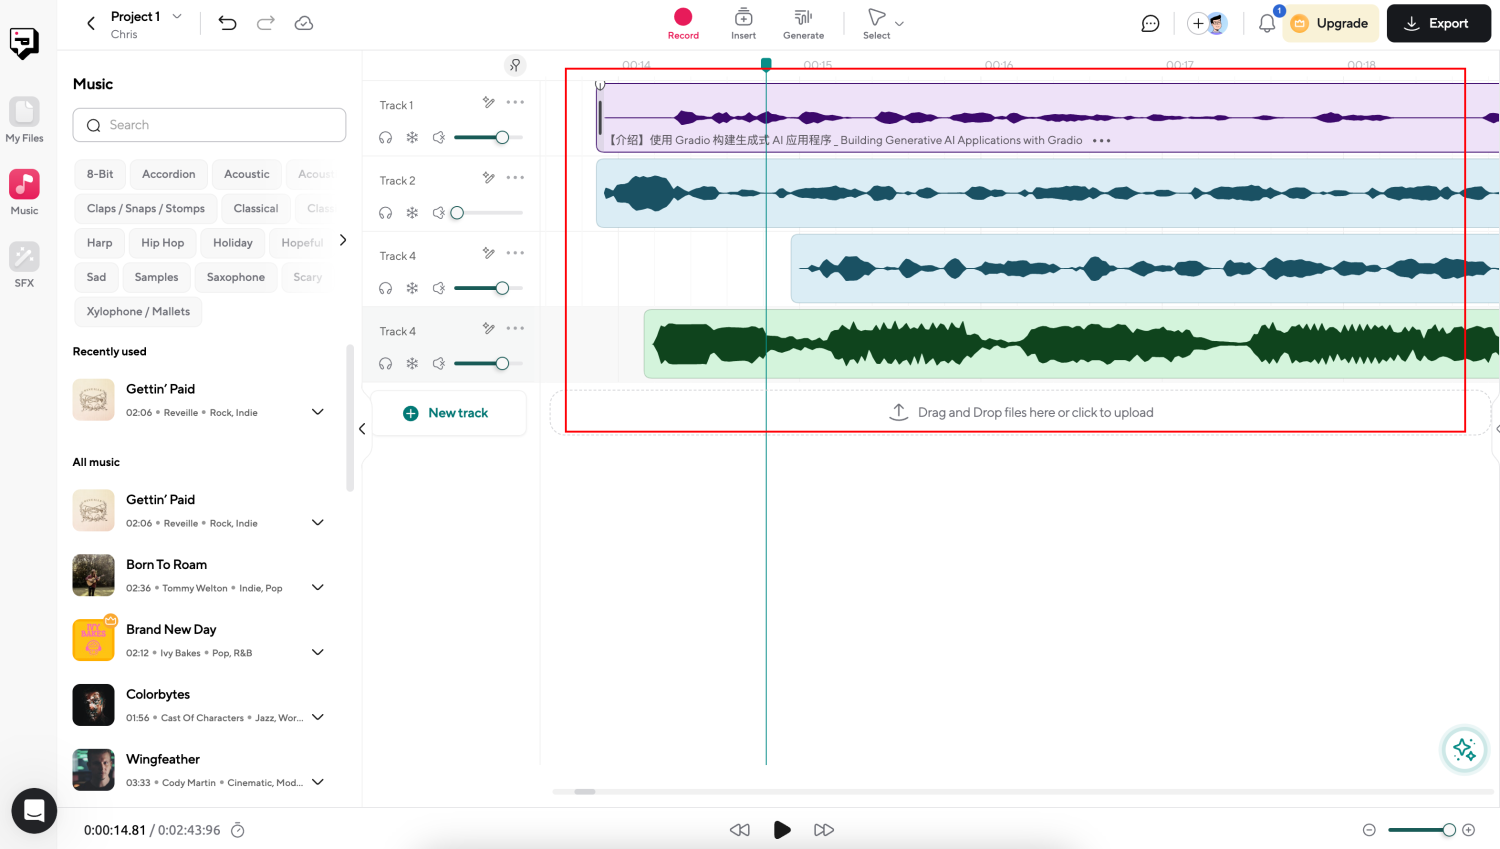 Project 1
Chris
Record
Insert
Generate
Select
1
Upgrade
Export
My Files
Music
SFX
Music
Search
8-Bit
Accordion
Acoustic
Claps / Snaps / Stomps
Classical
Harp
Hip Hop
Holiday
Hopeful
Sad
Samples
Saxophone
Scary
Xylophone / Mallets
Recently used
Gettin' Paid
02:06 • Reveille • Rock, Indie
All music
Gettin' Paid
02:06 • Reveille • Rock, Indie
Born To Roam
02:36 • Tommy Welton • Indie, Pop
IVY
BAKES
Brand New Day
02:12 • Ivy Bakes • Pop, R&B
Colorbytes
01:56 • Cast Of Characters • Jazz, Wor...
Wingfeather
03:33 • Cody Martin • Cinematic, Mod...
00:14
00:15
00:16
00:17
00:18
Track 1
【介绍】使用 Gradio 构建生成式 AI 应用程序 _ Building Generative AI Applications with Gradio
Track 2
Track 4
Track 4
New track
Drag and Drop files here or click to upload
0:00:14.81 / 0:02:43:96